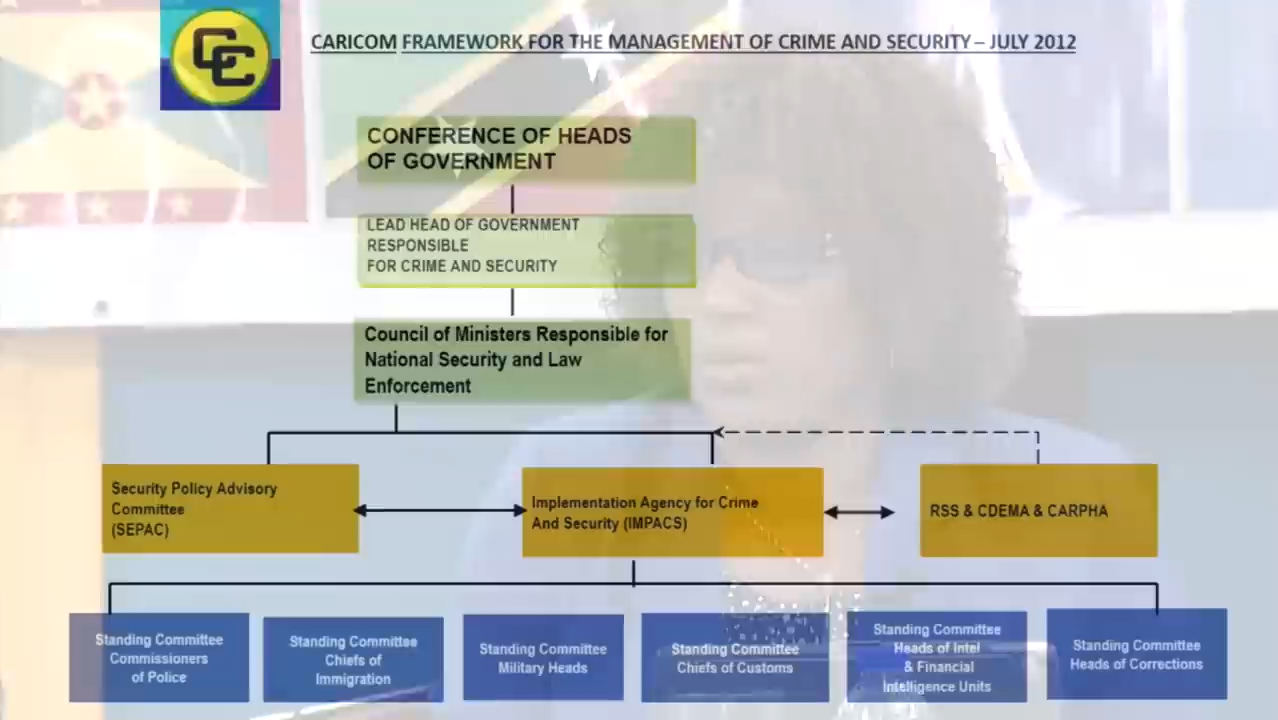 CC
CARICOM FRAMEWORK FOR THE MANAGEMENT OF CRIME AND SECURITY – JULY 2012
CONFERENCE OF HEADS
OF GOVERNMENT
LEAD HEAD OF GOVERNMENT
RESPONSIBLE
FOR CRIME AND SECURITY
Council of Ministers Responsible for
National Security and Law
Enforcement
Security Policy Advisory
Committee
(SEPAC)
Implementation Agency for Crime
And Security (IMPACS)
RSS & CDEMA & CARPHA
Standing Committee
Commissioners
of Police
Standing Committee
Chiefs of
Immigration
Standing Committee
Military Heads
Standing Committee
Chiefs of Customs
Standing Committee
Heads of Intel
& Financial
Intelligence Units
Standing Committee
Heads of Corrections